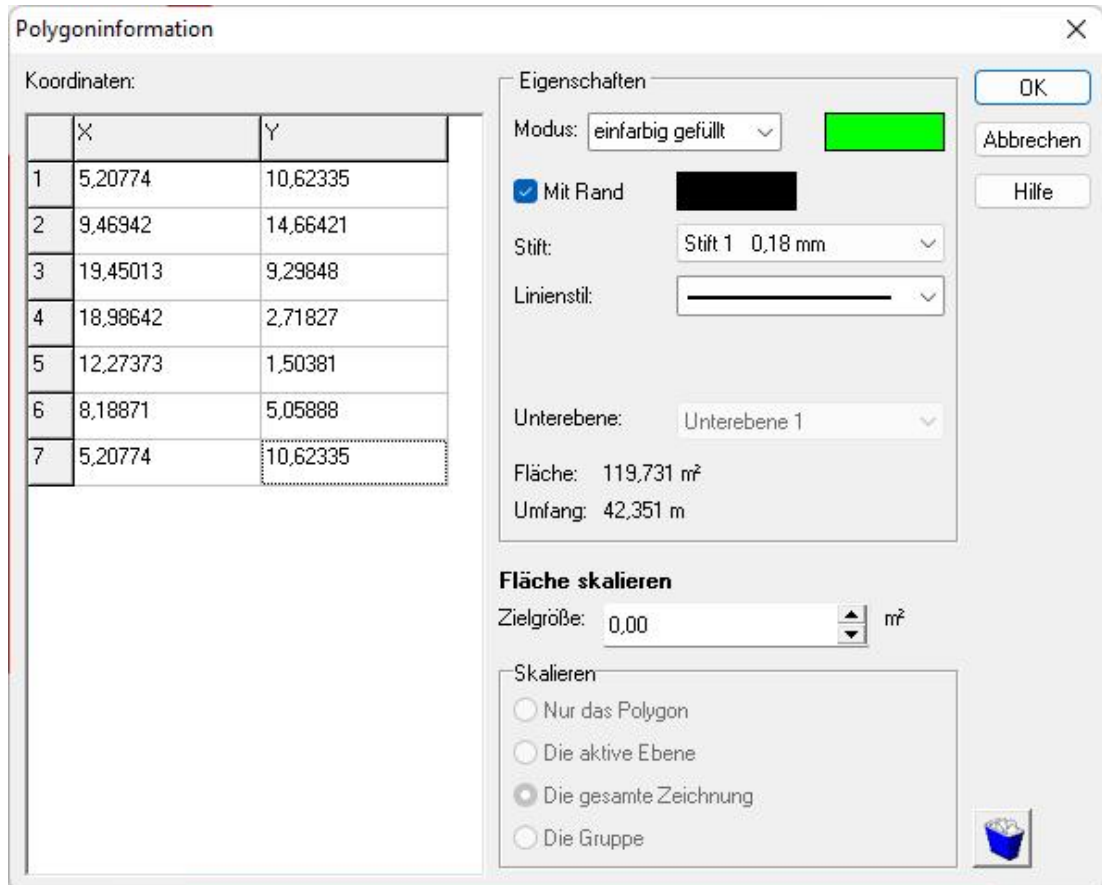 Polygoninformation
Koordinaten:
X Y
1 5,20774 10,62335
2 9,46942 14,66421
3 19,45013 9,29848
4 18,98642 2,71827
5 12,27373 1,50381
6 8,18871 5,05888
7 5,20774 10,62335
Eigenschaften
Modus: einfarbig gefüllt
Mit Rand
Stift: Stift 1 0,18 mm
Linienstil:
Unterebene: Unterebene 1
Fläche: 119,731 m²
Umfang: 42,351 m
Fläche skalieren
Zielgröße: 0,00 m²
Skalieren
Nur das Polygon
Die aktive Ebene
Die gesamte Zeichnung
Die Gruppe
OK
Abbrechen
Hilfe